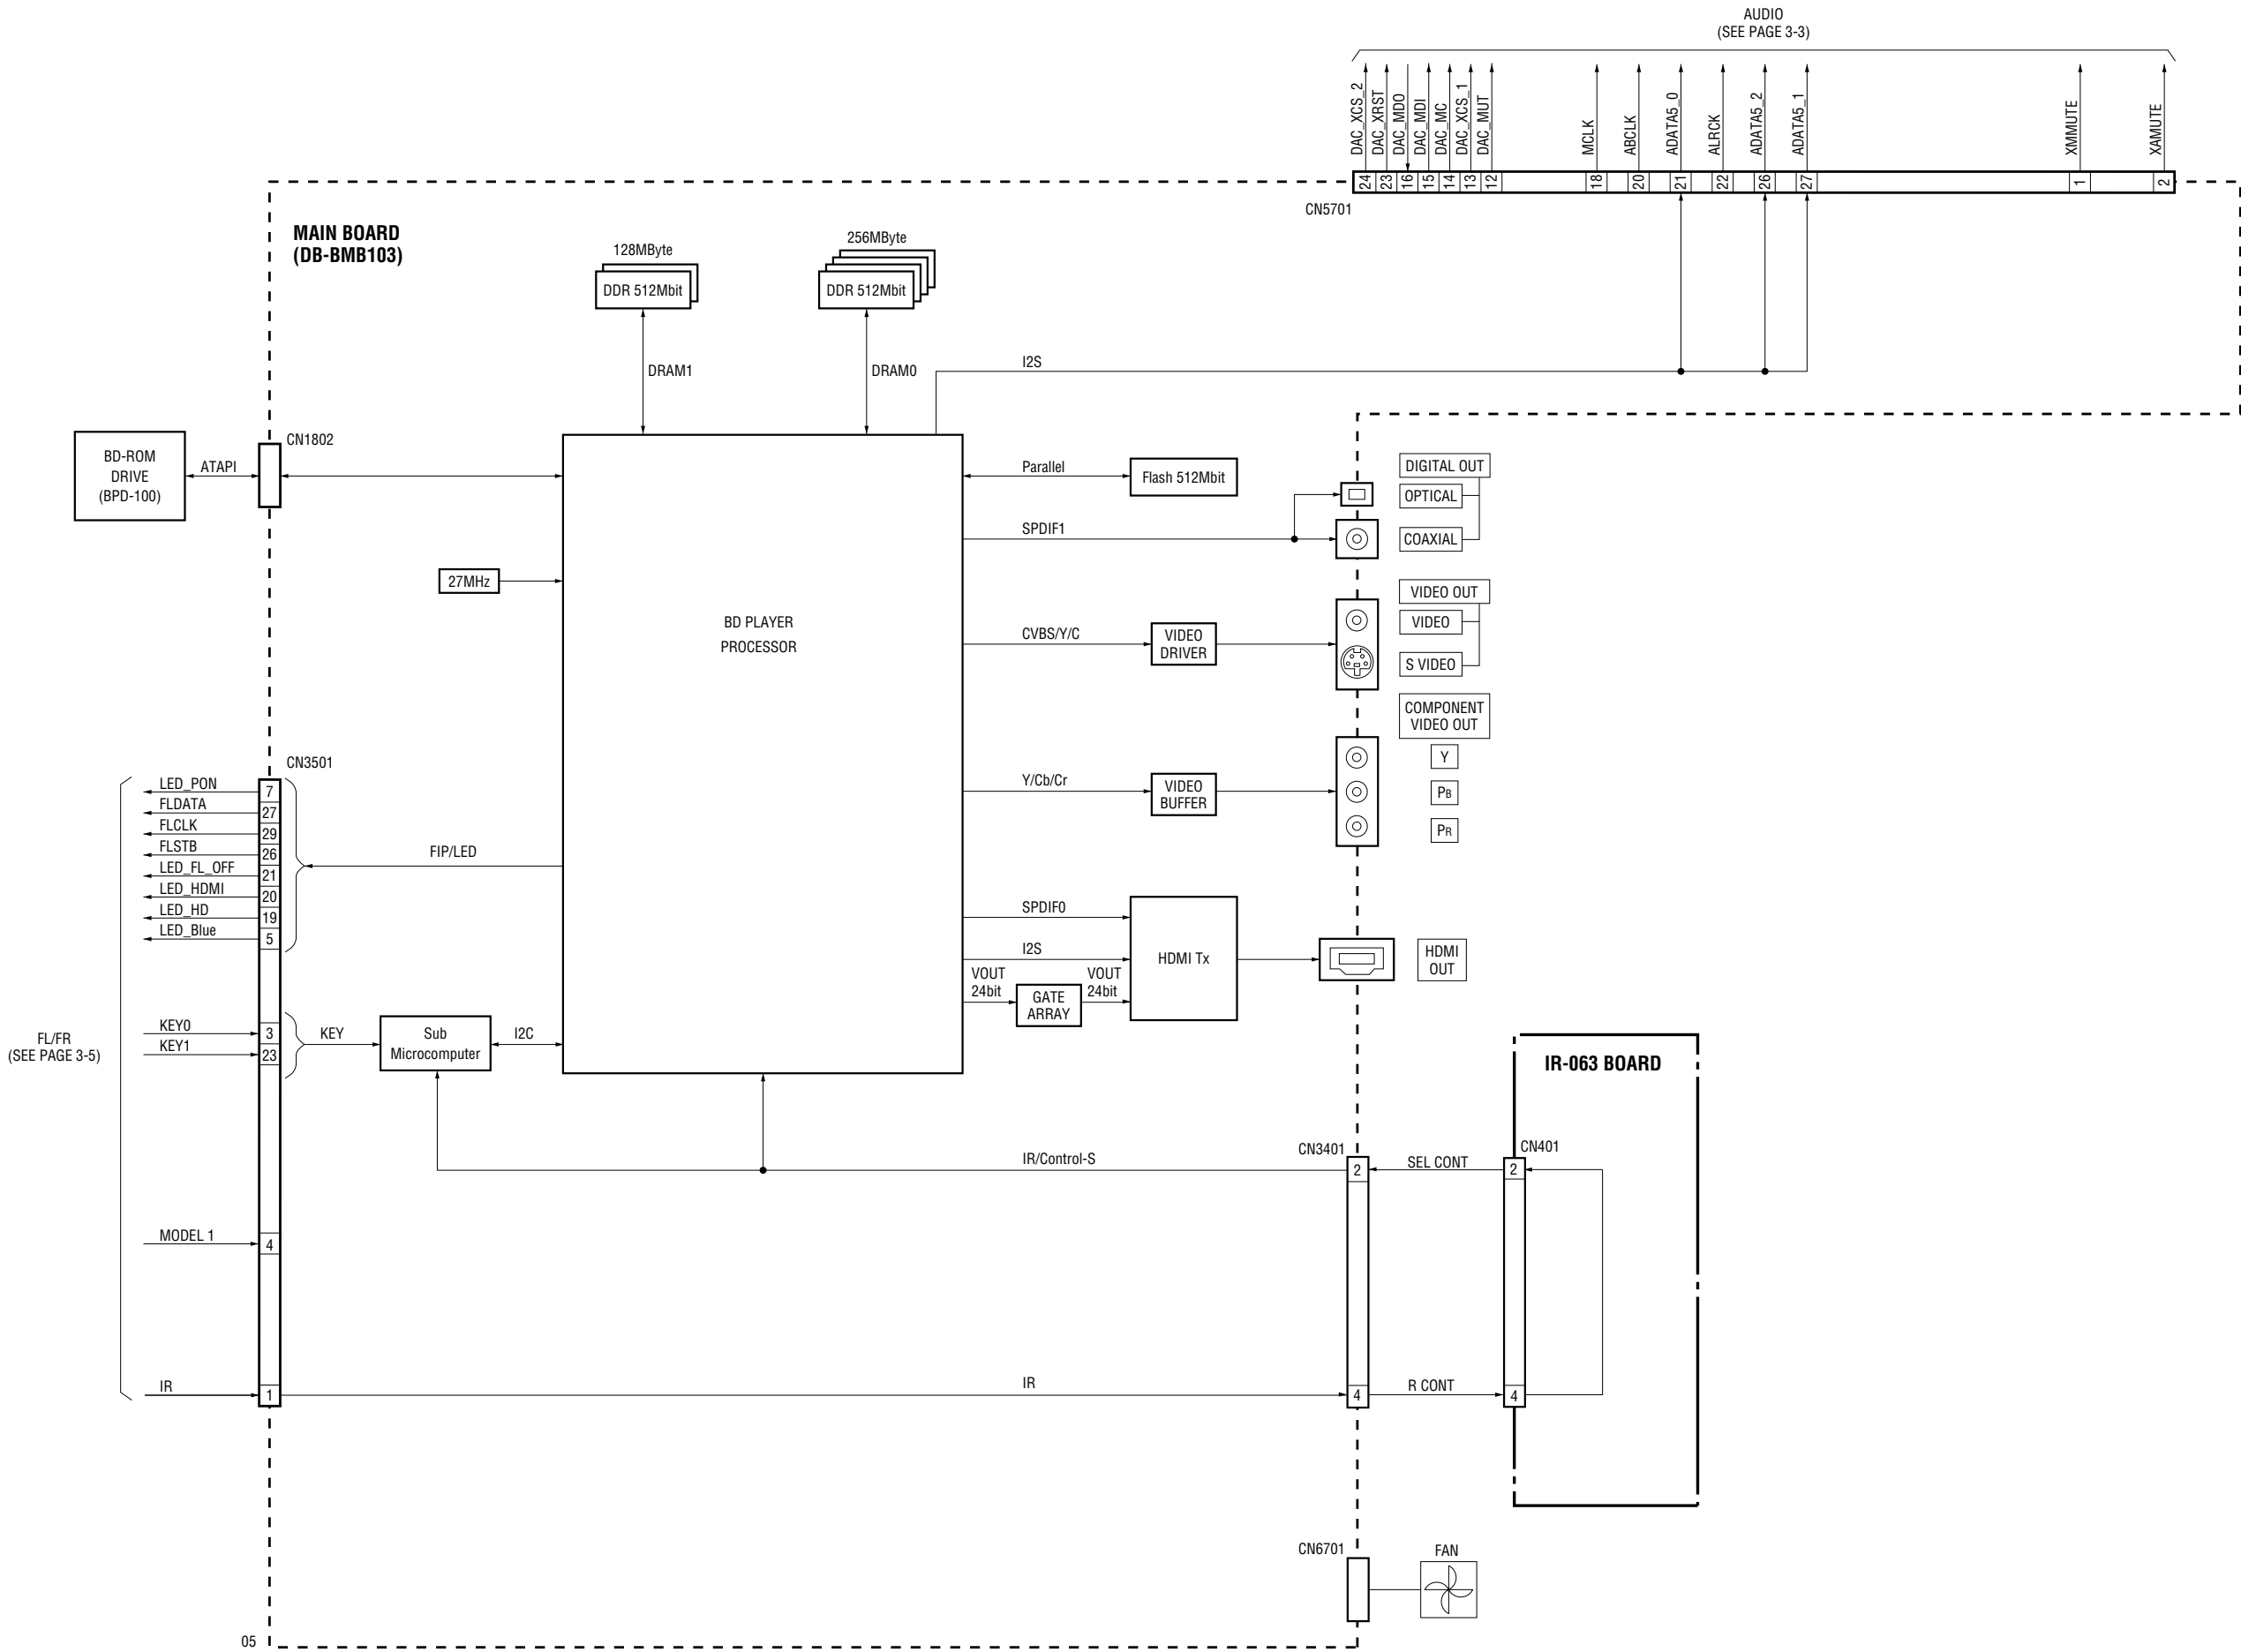 AUDIO
(SEE PAGE 3-3)
DAC_XCS_2
DAC_XRST
DAC_MDO
DAC_MDI
DAC_MC
DAC_XCS_1
DAC_MUT
MCLK
ABCLK
ADATA5_0
ALRCK
ADATA5_2
ADATA5_1
XMMUTE
XAMUTE
24
23
16
15
14
13
12
18
20
21
22
26
27
1
2
CN5701
MAIN BOARD
(DB-BMB103)
128MByte
DDR 512Mbit
256MByte
DDR 512Mbit
DRAM1
DRAM0
I2S
BD-ROM
DRIVE
(BPD-100)
ATAPI
CN1802
Parallel
Flash 512Mbit
DIGITAL OUT
OPTICAL
COAXIAL
SPDIF1
27MHz
BD PLAYER
PROCESSOR
CVBS/Y/C
VIDEO
DRIVER
VIDEO OUT
VIDEO
S VIDEO
COMPONENT
VIDEO OUT
Y
PB
PR
Y/Cb/Cr
VIDEO
BUFFER
CN3501
LED_PON
7
FLDATA
27
FLCLK
29
FLSTB
26
LED_FL_OFF
21
LED_HDMI
20
LED_HD
19
LED_Blue
5
FIP/LED
SPDIF0
I2S
VOUT
24bit
GATE
ARRAY
VOUT
24bit
HDMI Tx
HDMI
OUT
FL/FR
(SEE PAGE 3-5)
KEY0
3
KEY1
23
KEY
Sub
Microcomputer
I2C
IR-063 BOARD
IR/Control-S
CN3401
2
SEL CONT
CN401
2
MODEL 1
4
IR
1
IR
4
R CONT
4
CN6701
FAN
05